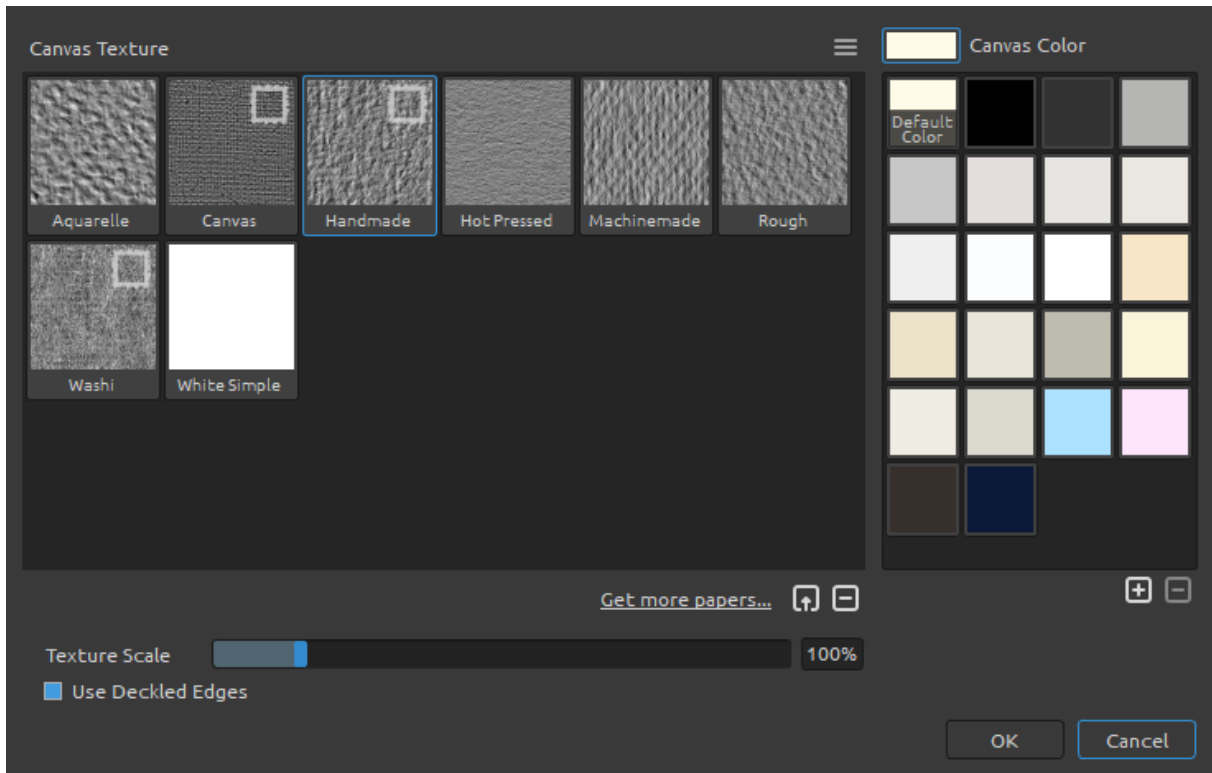 Canvas Texture
Canvas Color
Aquarelle
Canvas
Handmade
Hot Pressed
Machinemade
Rough
Washi
White Simple
Default
Color
Get more papers...
Texture Scale
100%
Use Deckled Edges
OK
Cancel